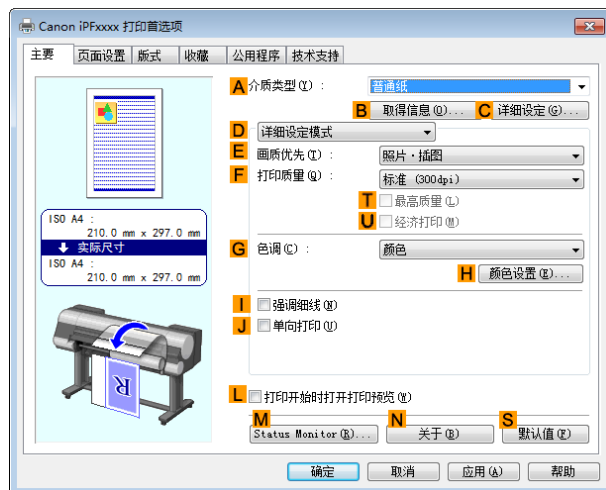 Canon iPFxxxx 打印首选项
主要 页面设置 版式 收藏 公用程序 技术支持
A 介质类型(Y) : 普通纸
B 取得信息(O)... C 详细设定(G)...
D 详细设定模式
E 画质优先(I) : 照片·插图
F 打印质量(Q) : 标准 (300dpi)
T 最高质量(L)
U 经济打印(M)
ISO A4 :
210.0 mm x 297.0 mm
实际尺寸
ISO A4 :
210.0 mm x 297.0 mm
G 色调(C) : 颜色
H 颜色设置(E)...
I 强调细线(N)
J 单向打印(U)
R
L 打印开始时打开打印预览(W)
M N S
Status Monitor(R)... 关于(B) 默认值(F)
确定 取消 应用(A) 帮助